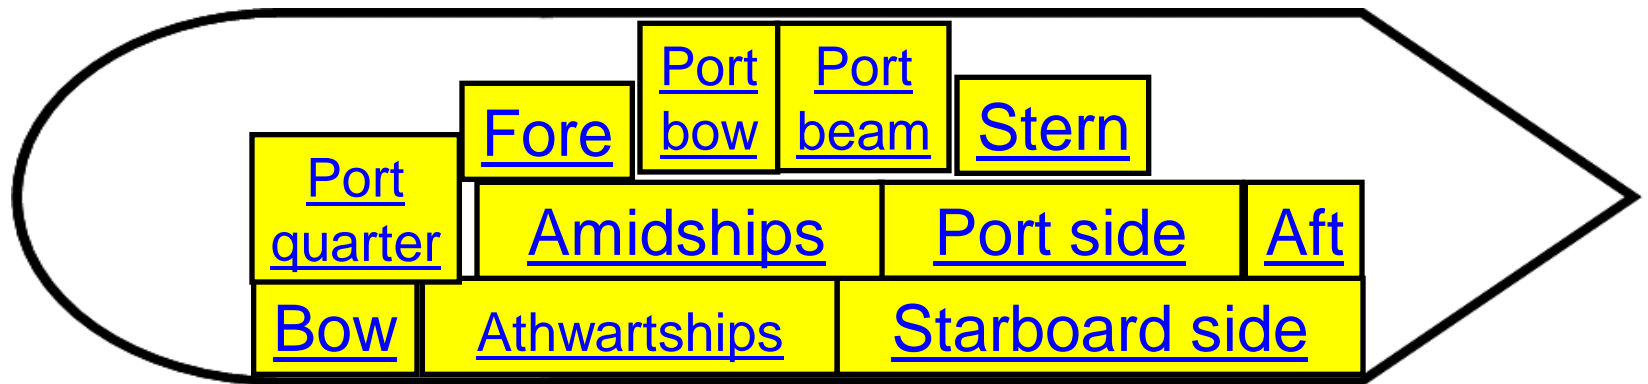 Port
bow
Port
beam
Fore
Stern
Port
quarter
Amidships
Port side
Aft
Bow
Athwartships
Starboard side